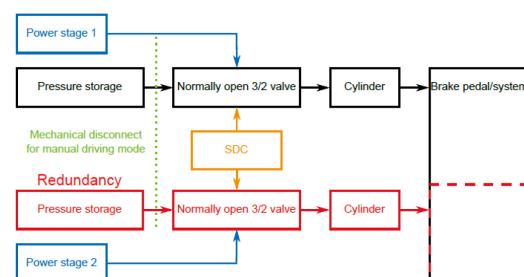 Power stage 1
Pressure storage
Normally open 3/2 valve
Cylinder
Brake pedal/system
Mechanical disconnect
for manual driving mode
SDC
Redundancy
Pressure storage
Normally open 3/2 valve
Cylinder
Power stage 2